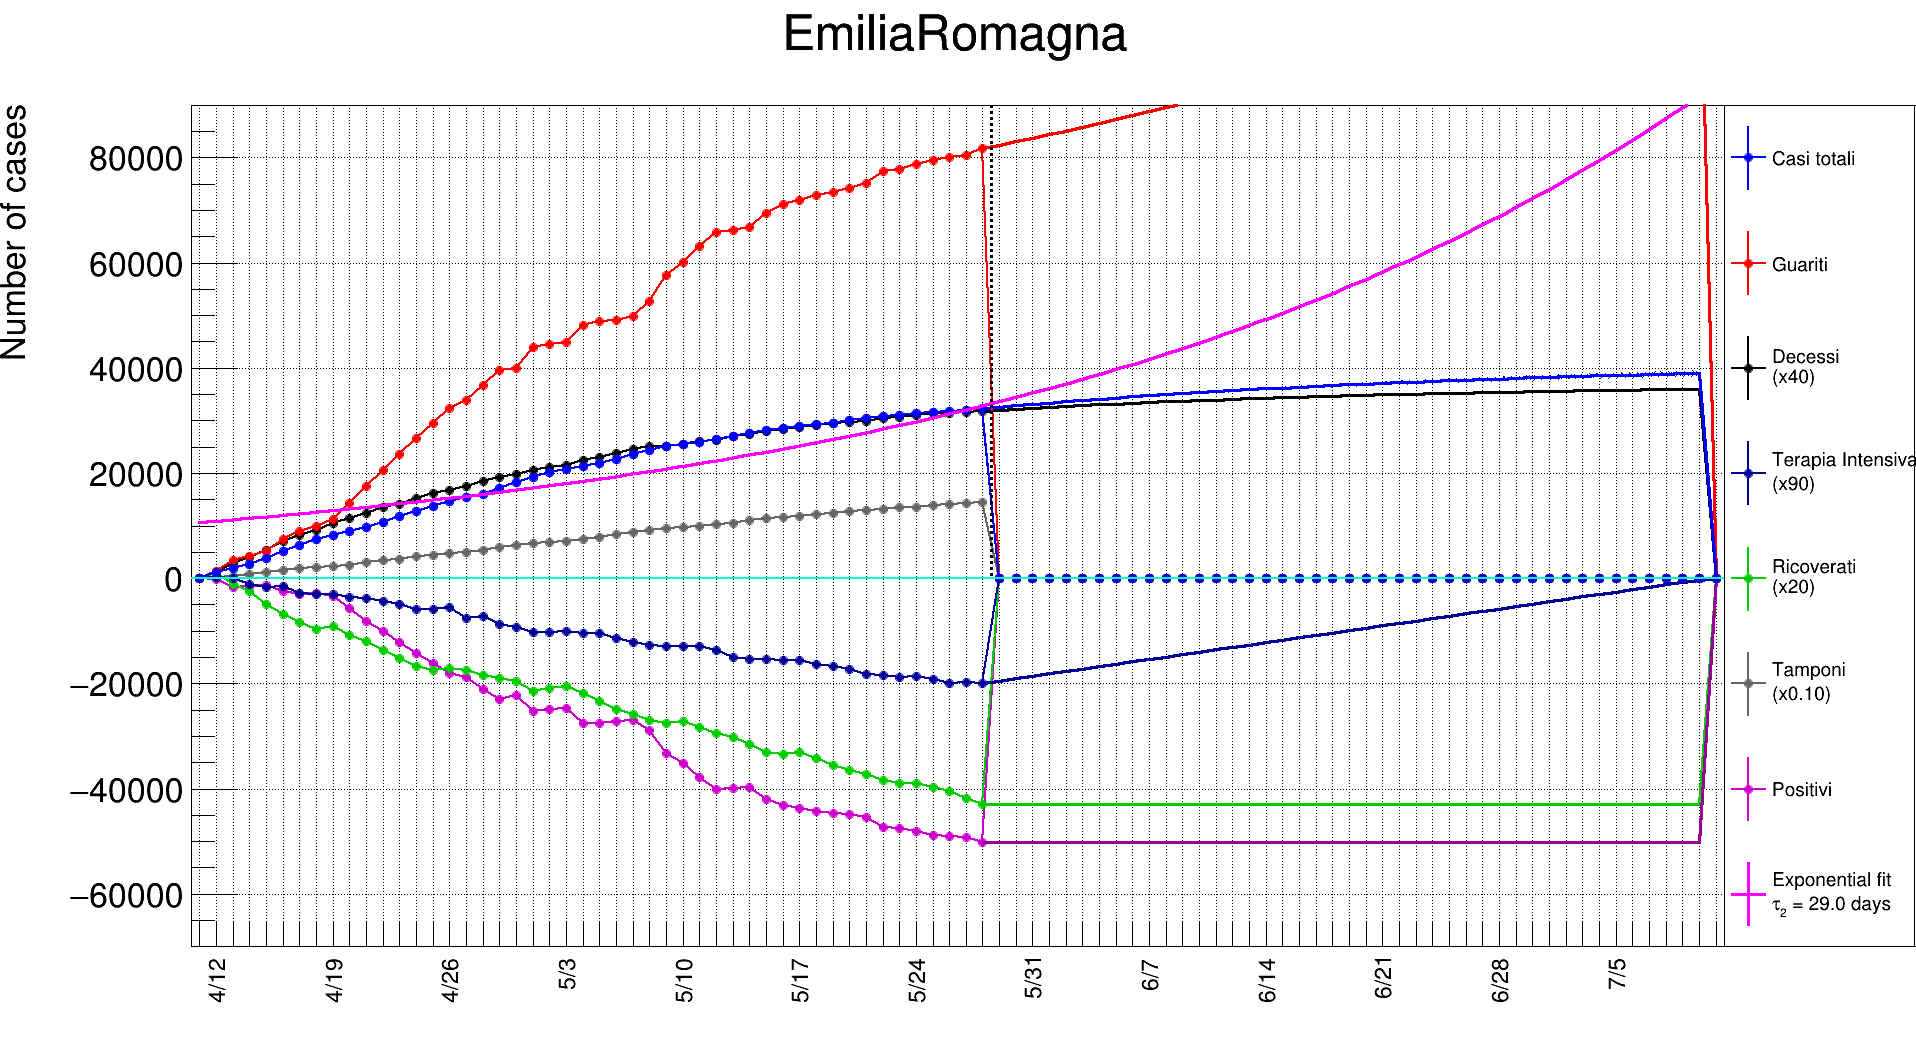 EmiliaRomagna
Number of cases
80000
60000
40000
20000
0
−20000
−40000
−60000
4/12
4/19
4/26
5/3
5/10
5/17
5/24
5/31
6/7
6/14
6/21
6/28
7/5
Casi totali
Guariti
Decessi
(x40)
Terapia Intensiva
(x90)
Ricoverati
(x20)
Tamponi
(x0.10)
Positivi
Exponential fit
τ2 = 29.0 days